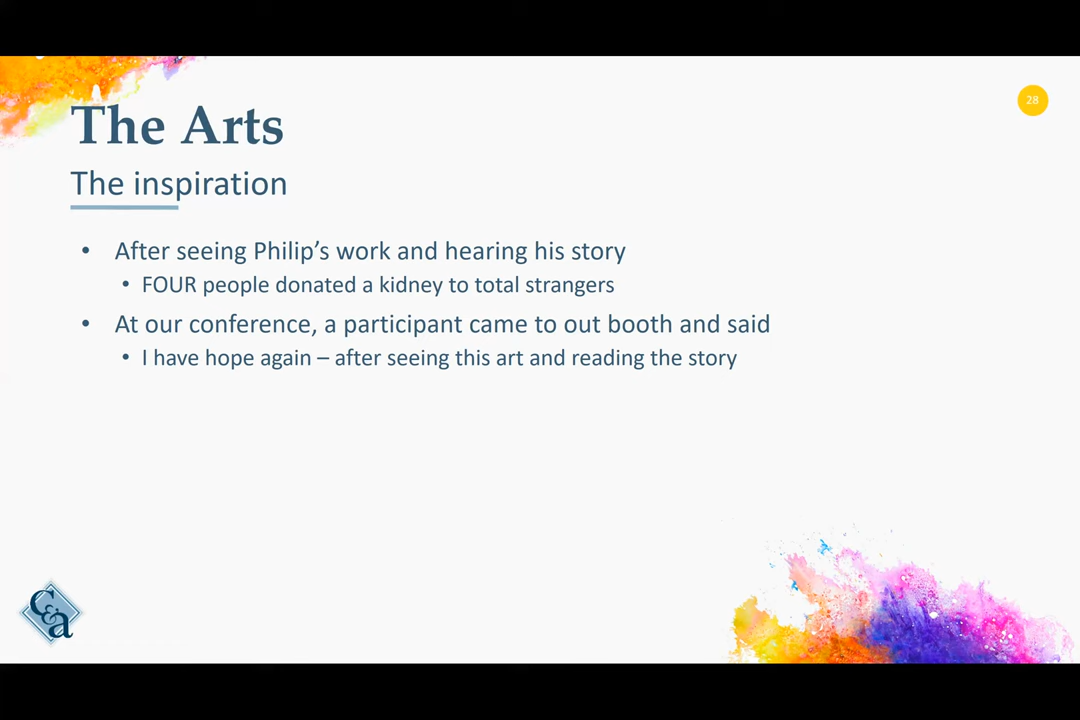 28
The Arts
The inspiration
• After seeing Philip's work and hearing his story
• FOUR people donated a kidney to total strangers
• At our conference, a participant came to out booth and said
• I have hope again – after seeing this art and reading the story
C&a